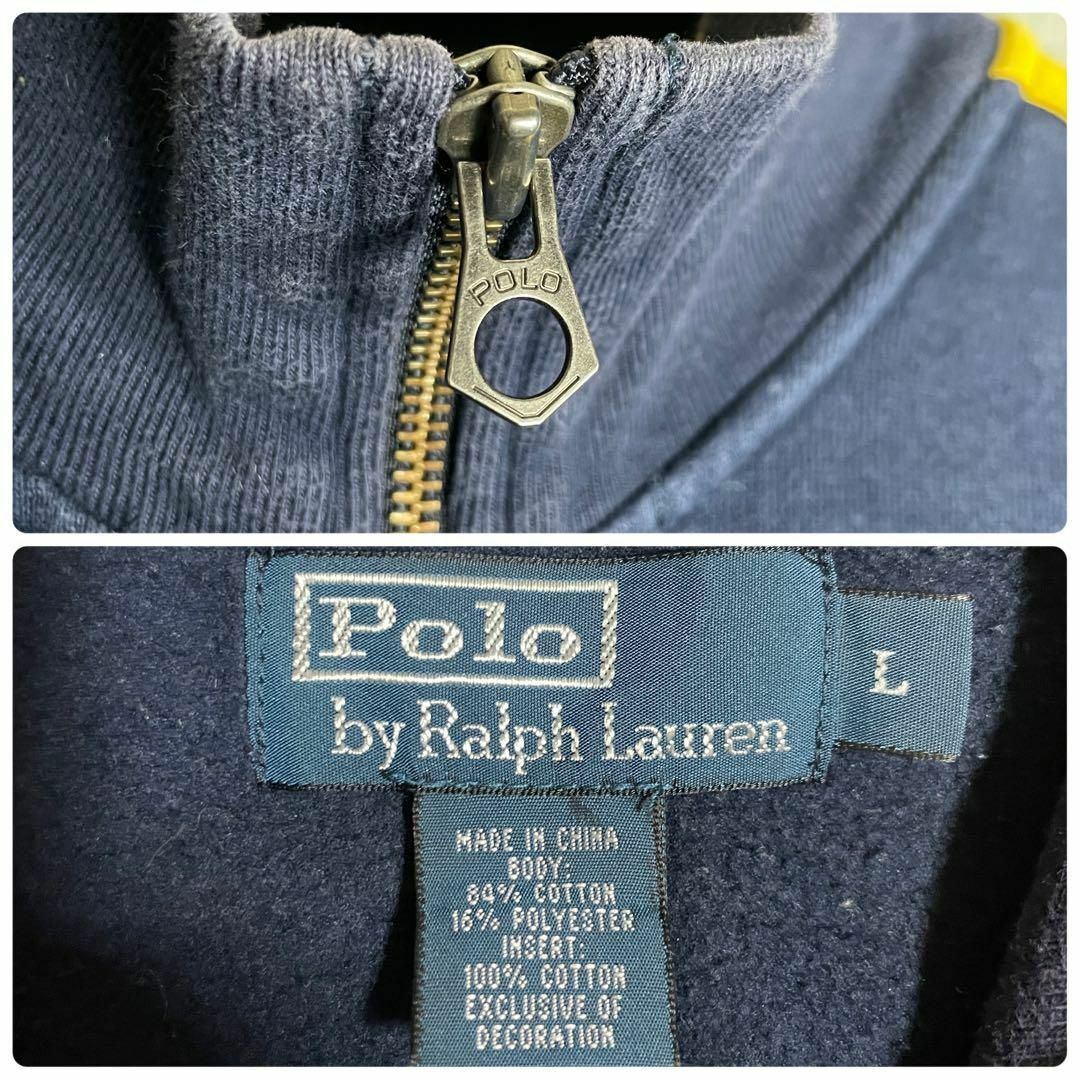 POLO
Polo
by Ralph Lauren
L
MADE IN CHINA
BODY:
84% COTTON
16% POLYESTER
INSERT:
100% COTTON
EXCLUSIVE OF
DECORATION